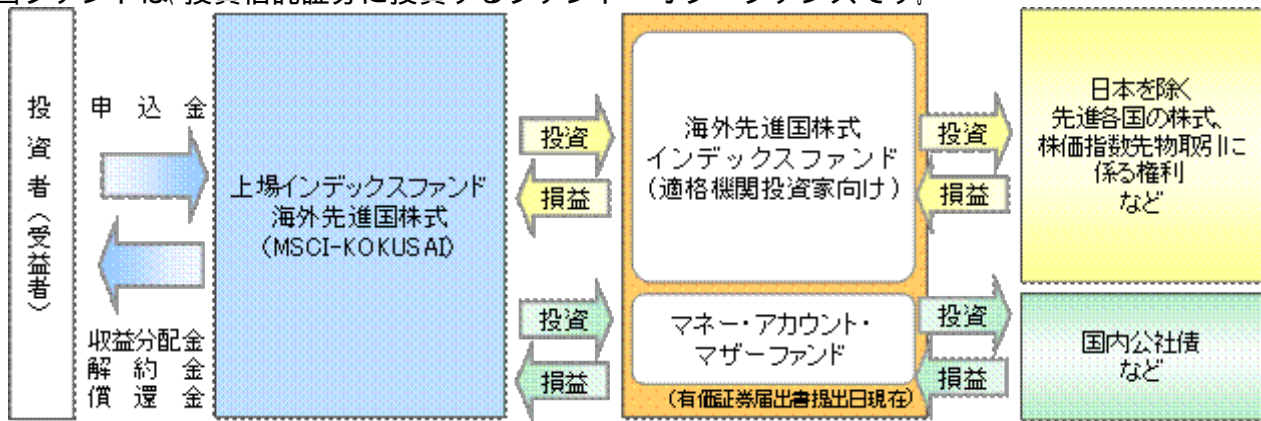 当ファンドは、投資信託証券に投資するファンド・オブ・ファンズです。
投資者(受益者)
申込金
収益分配金
解約金
償還金
上場インデックスファンド
海外先進国株式
(MSCI-KOKUSAI)
投資
損益
投資
損益
海外先進国株式
インデックスファンド
(適格機関投資家向け)
マネー・アカウント・
マザーファンド
(有価証券届出書提出日現在)
投資
損益
投資
損益
日本を除く
先進各国の株式、
株価指数先物取引に
係る権利
など
国内公社債
など